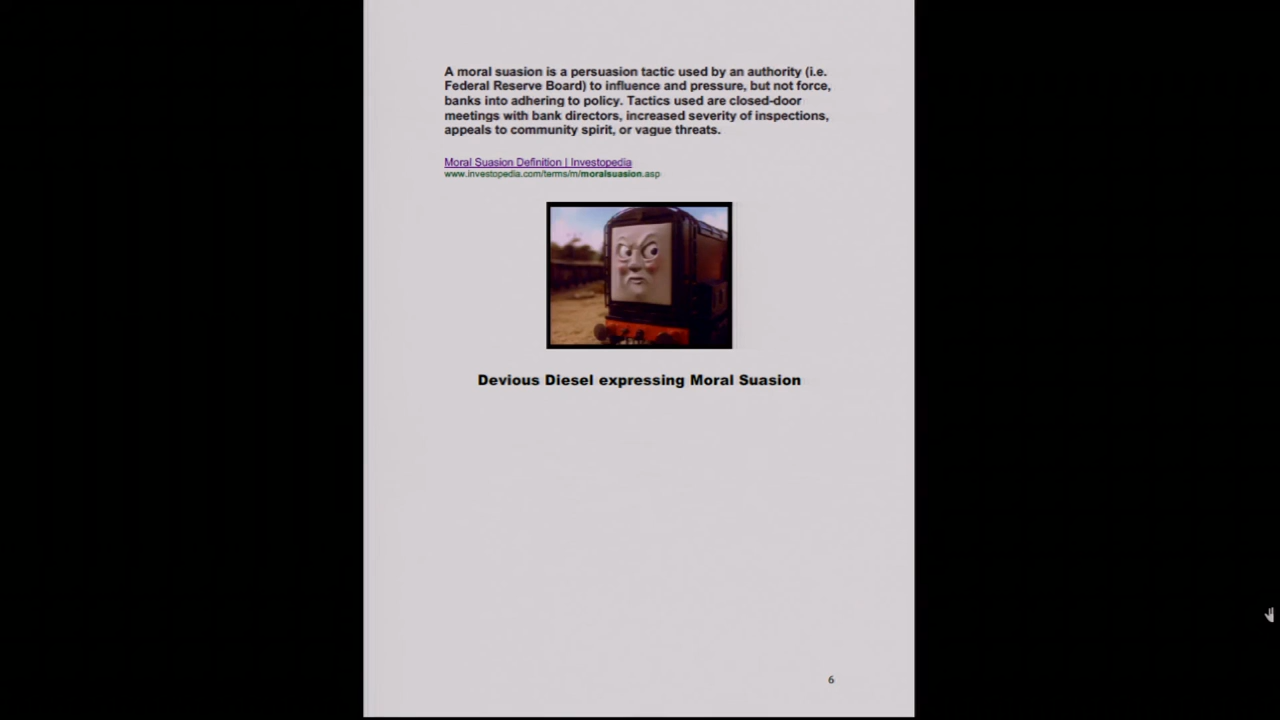 A moral suasion is a persuasion tactic used by an authority (i.e.
Federal Reserve Board) to influence and pressure, but not force,
banks into adhering to policy. Tactics used are closed-door
meetings with bank directors, increased severity of inspections,
appeals to community spirit, or vague threats.
Moral Suasion Definition | Investopedia
www.investopedia.com/terms/m/moralsuasion.asp
Devious Diesel expressing Moral Suasion
6